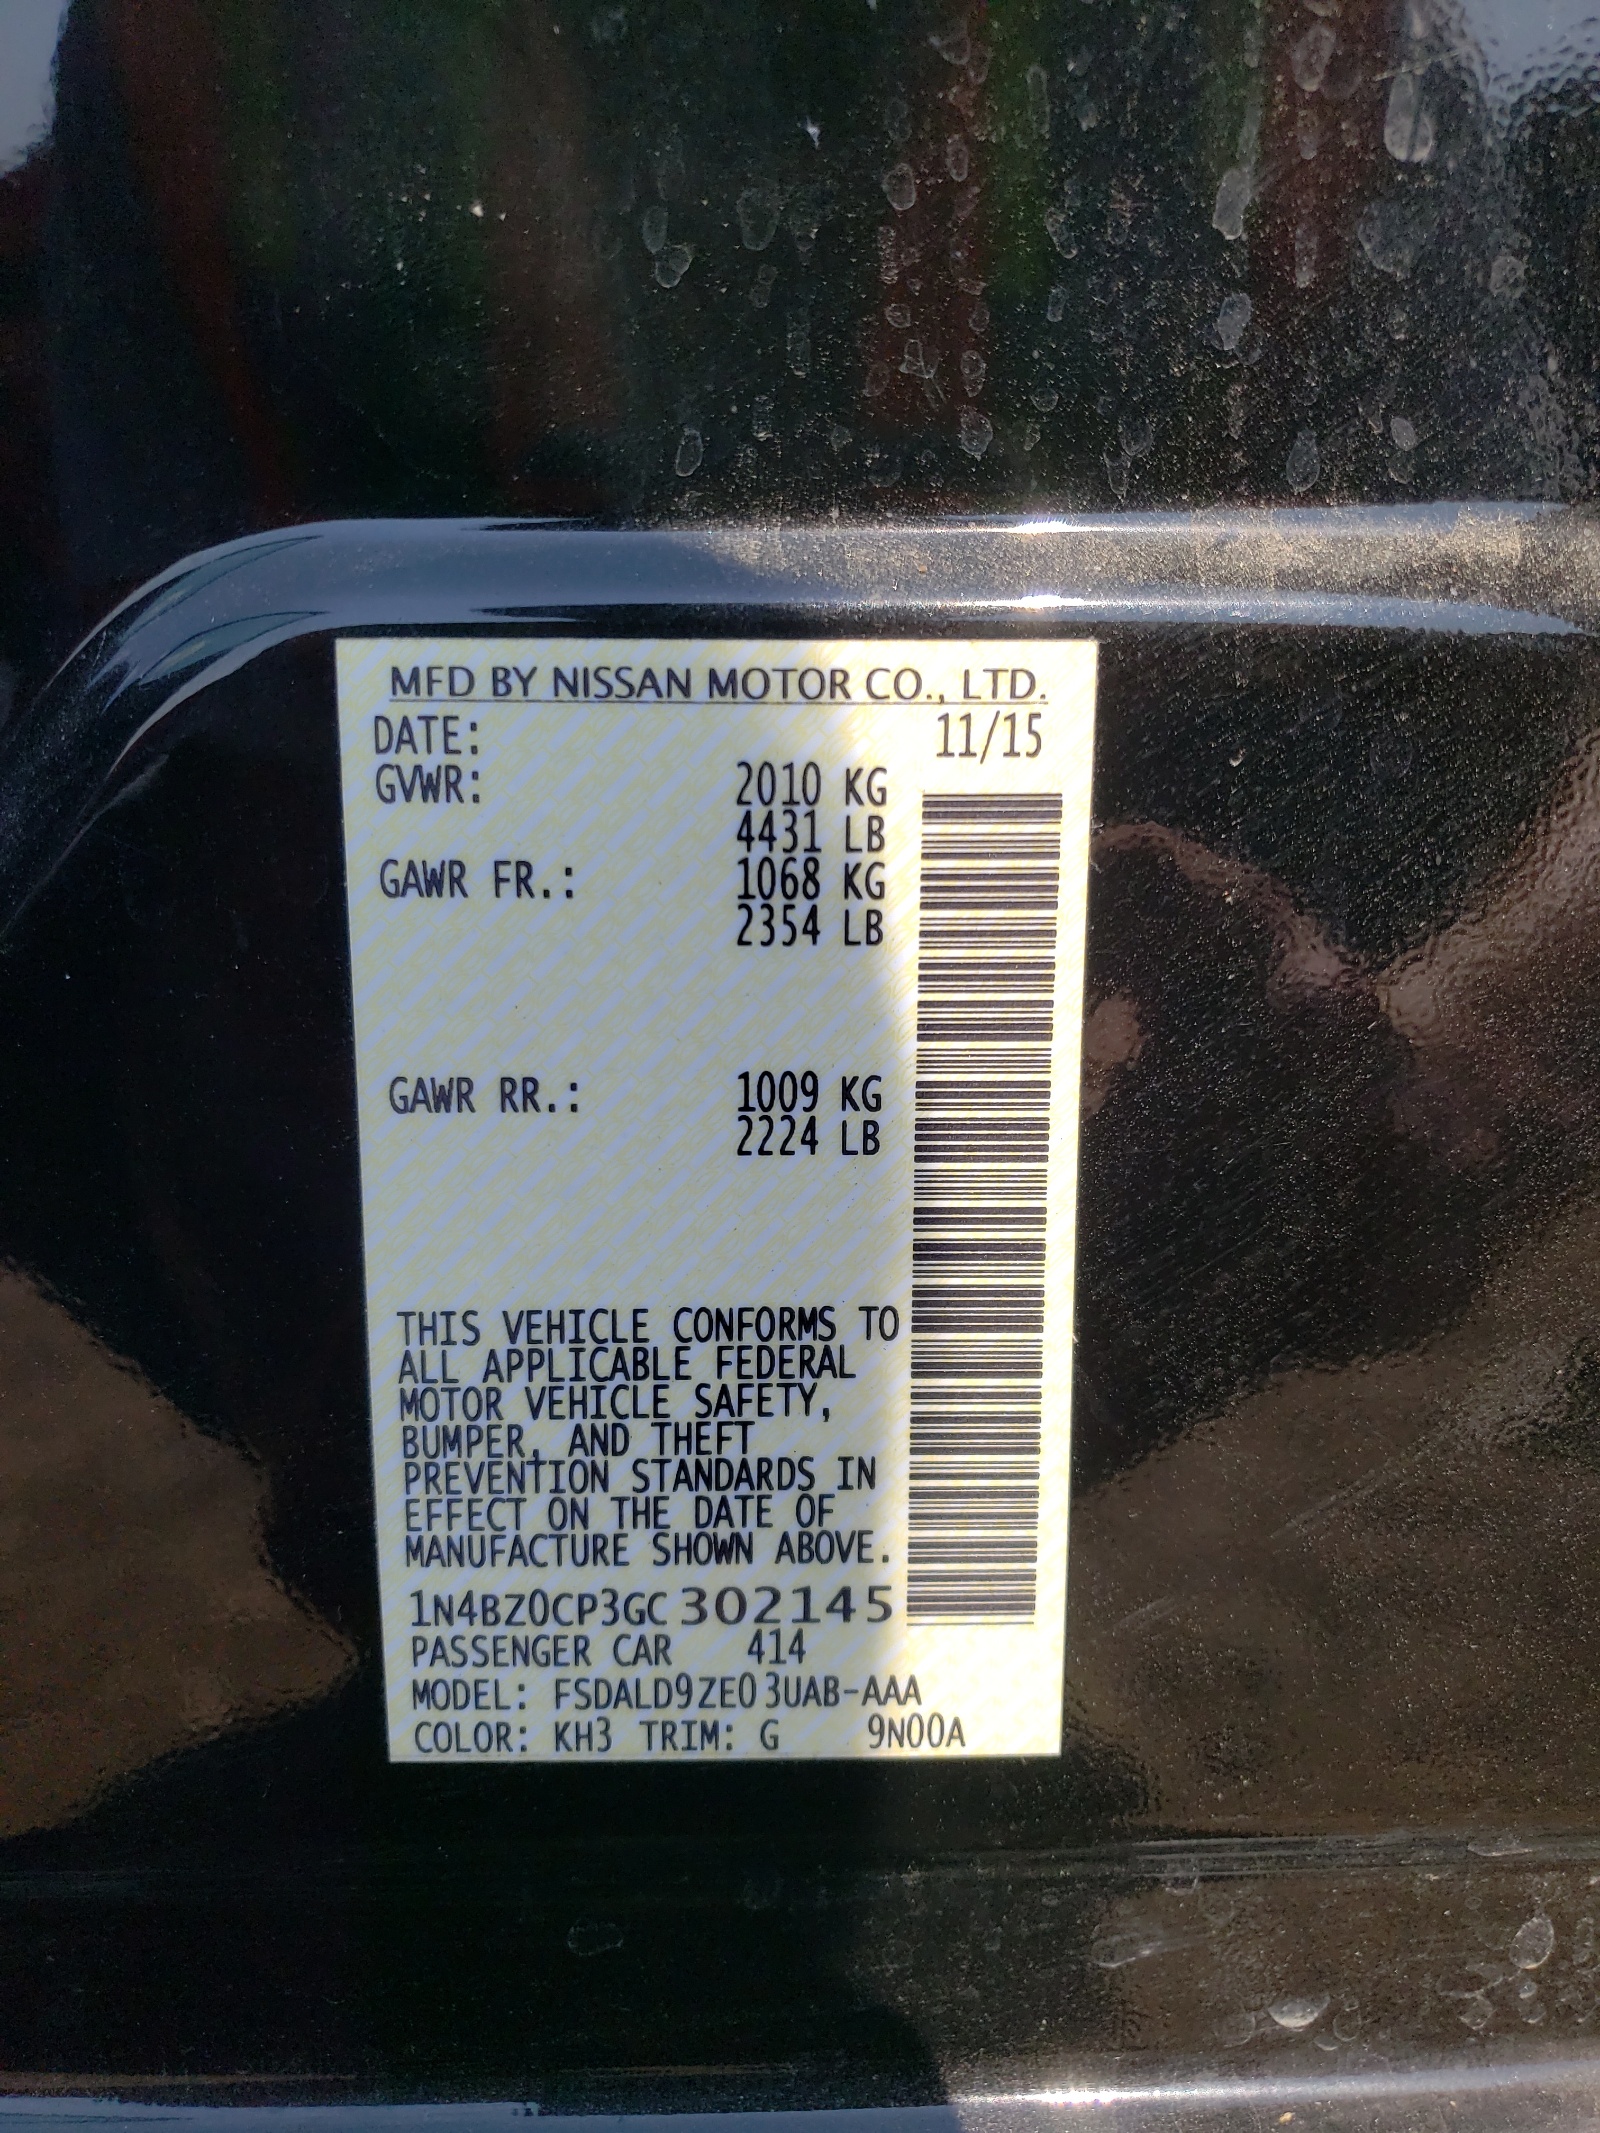 MFD BY NISSAN MOTOR CO., LTD.
DATE: 11/15
GVWR: 2010 KG
4431 LB
GAWR FR.: 1068 KG
2354 LB
GAWR RR.: 1009 KG
2224 LB
THIS VEHICLE CONFORMS TO
ALL APPLICABLE FEDERAL
MOTOR VEHICLE SAFETY,
BUMPER, AND THEFT
PREVENTION STANDARDS IN
EFFECT ON THE DATE OF
MANUFACTURE SHOWN ABOVE.
1N4BZ0CP3GC302145
PASSENGER CAR 414
MODEL: FSDALD9ZE03UAB-AAA
COLOR: KH3 TRIM: G 9N00A